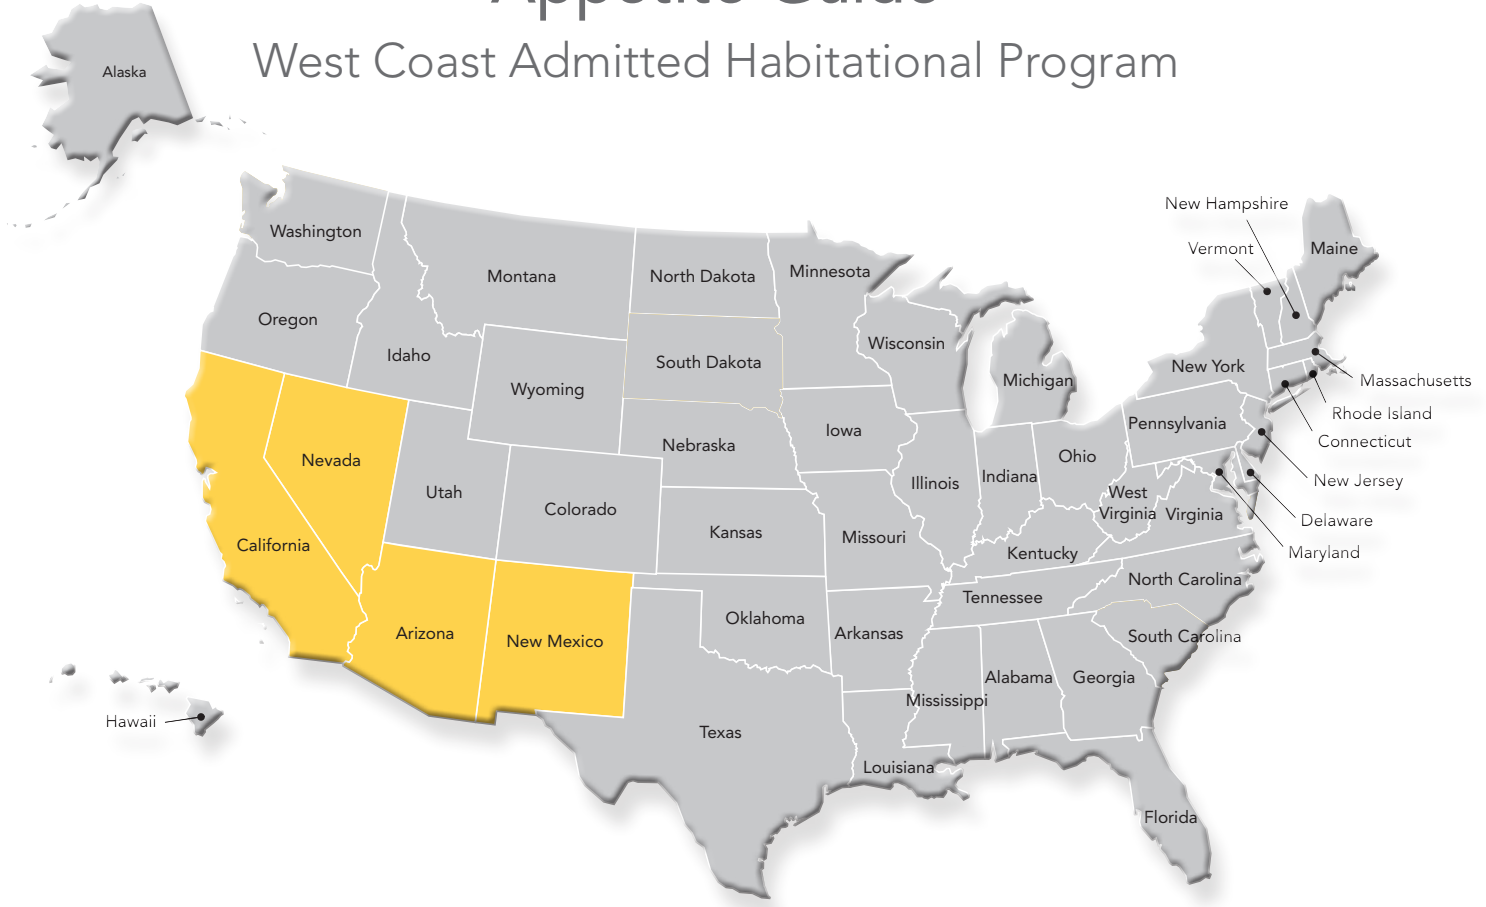 Appetite Guide
West Coast Admitted Habitational Program
Alaska
New Hampshire
Washington
Vermont
Maine
Montana
North Dakota
Minnesota
Oregon
Idaho
Wisconsin
South Dakota
New York
Wyoming
Michigan
Massachusetts
Rhode Island
Pennsylvania
Iowa
Connecticut
Nebraska
Nevada
Ohio
Indiana
New Jersey
Utah
Illinois
West
Virginia
Virginia
Colorado
Delaware
Kansas
Missouri
California
Maryland
Kentucky
North Carolina
Tennessee
Oklahoma
Arizona
Arkansas
South Carolina
New Mexico
Alabama
Georgia
Mississippi
Hawaii
Texas
Louisiana
Florida